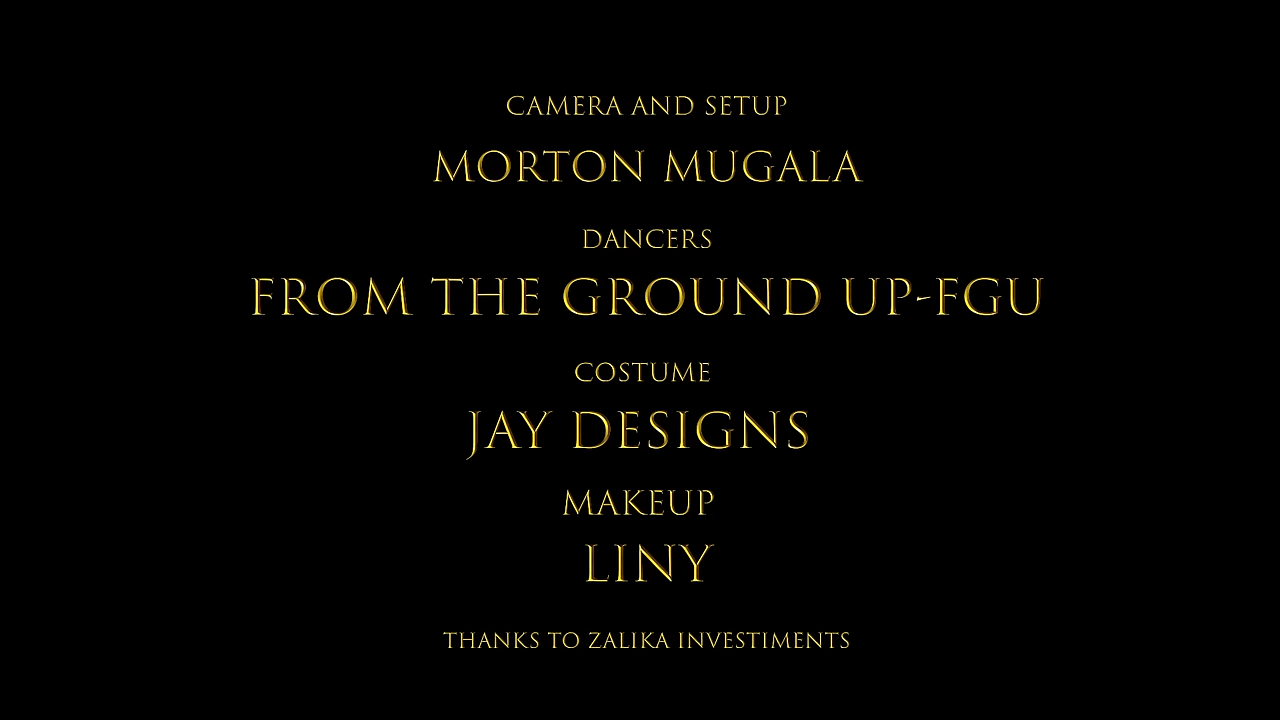 CAMERA AND SETUP
MORTON MUGALA
DANCERS
FROM THE GROUND UP-FGU
COSTUME
JAY DESIGNS
MAKEUP
LINY
THANKS TO ZALIKA INVESTIMENTS